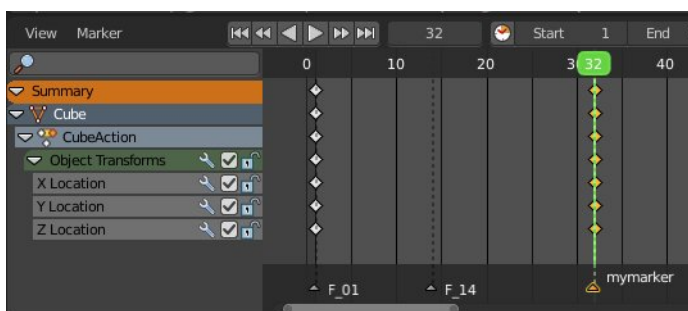 View Marker 32 Start 1 End
0 10 20 3 32 40
Summary
Cube
CubeAction
Object Transforms
X Location
Y Location
Z Location
mymarker
F_01 F_14